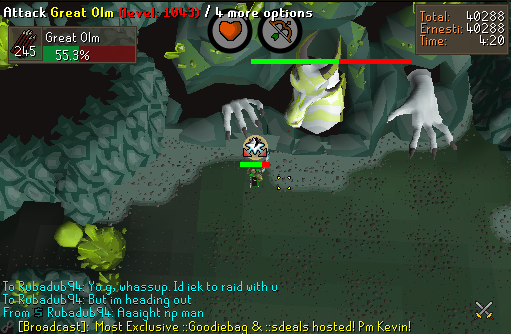 Attack Great Olm (level: 1043) / 4 more options
Great Olm
245
55.3%
Total: 40288
Ernesti: 40288
Time: 4:20
To Rubadub94: Yo g, whassup. Id iek to raid with u
To Rubadub94: But im heading out
From S Rubadub94: Aaaight np man
[Broadcast]: Most Exclusive ::Goodiebag & ::sdeals hosted! Pm Kevin!